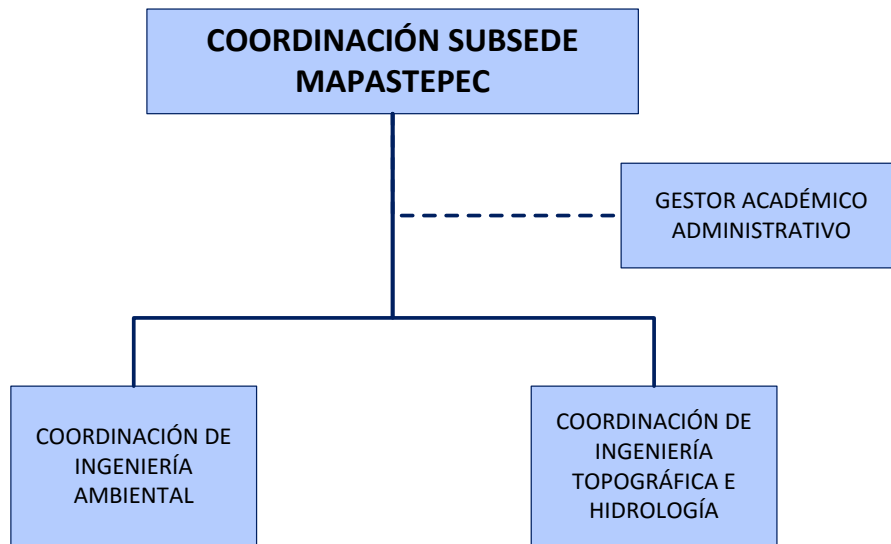 COORDINACIÓN SUBSEDE
MAPASTEPEC
GESTOR ACADÉMICO
ADMINISTRATIVO
COORDINACIÓN DE
INGENIERÍA
AMBIENTAL
COORDINACIÓN DE
INGENIERÍA
TOPOGRÁFICA E
HIDROLOGÍA